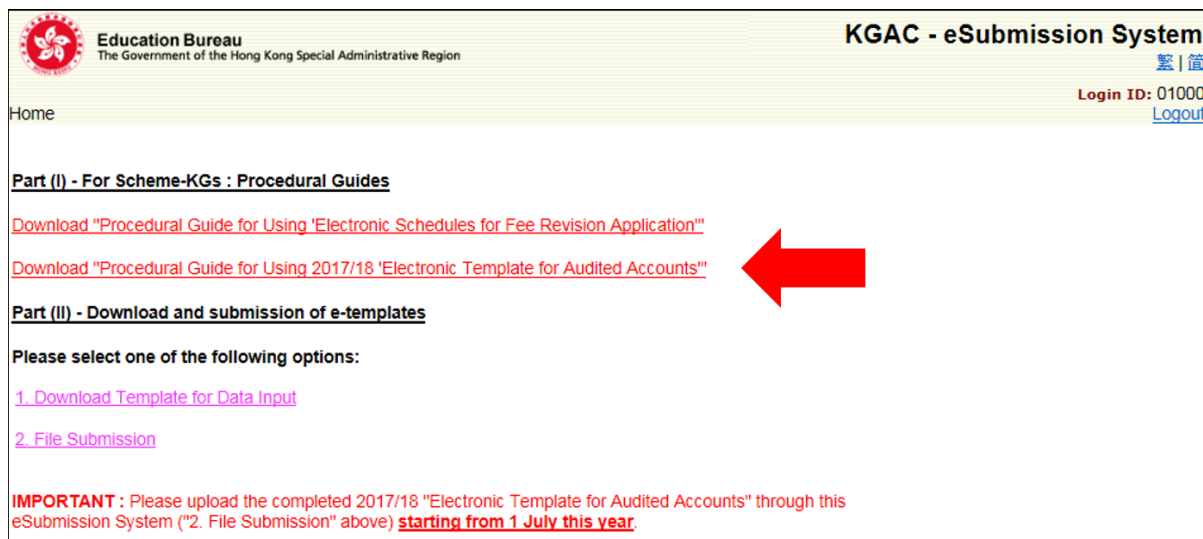 Education Bureau
The Government of the Hong Kong Special Administrative Region
KGAC - eSubmission System
繁 | 简
Login ID: 01000
Home
Logout
Part (I) - For Scheme-KGs : Procedural Guides
Download "Procedural Guide for Using 'Electronic Schedules for Fee Revision Application'"
Download "Procedural Guide for Using 2017/18 'Electronic Template for Audited Accounts'"
Part (II) - Download and submission of e-templates
Please select one of the following options:
1. Download Template for Data Input
2. File Submission
IMPORTANT : Please upload the completed 2017/18 "Electronic Template for Audited Accounts" through this
eSubmission System ("2. File Submission" above) starting from 1 July this year.